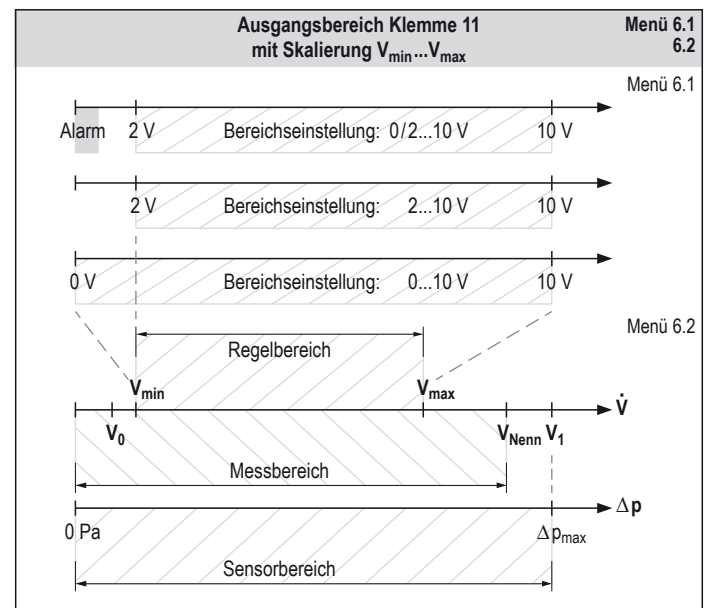 Ausgangsbereich Klemme 11 Menü 6.1
mit Skalierung Vmin...Vmax 6.2
Menü 6.1
Alarm 2 V Bereichseinstellung: 0/2...10 V 10 V
2 V Bereichseinstellung: 2...10 V 10 V
0 V Bereichseinstellung: 0...10 V 10 V
Menü 6.2
Regelbereich
Vmin Vmax
V̇
V0 VNenn V1
Messbereich
Δp
0 Pa Δpmax
Sensorbereich